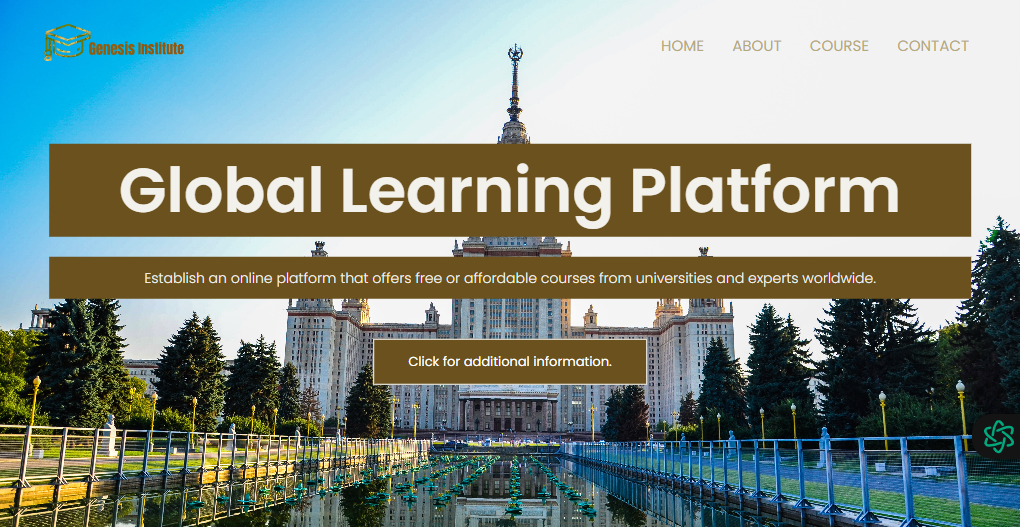 Genesis Institute
HOME ABOUT COURSE CONTACT
Global Learning Platform
Establish an online platform that offers free or affordable courses from universities and experts worldwide.
Click for additional information.